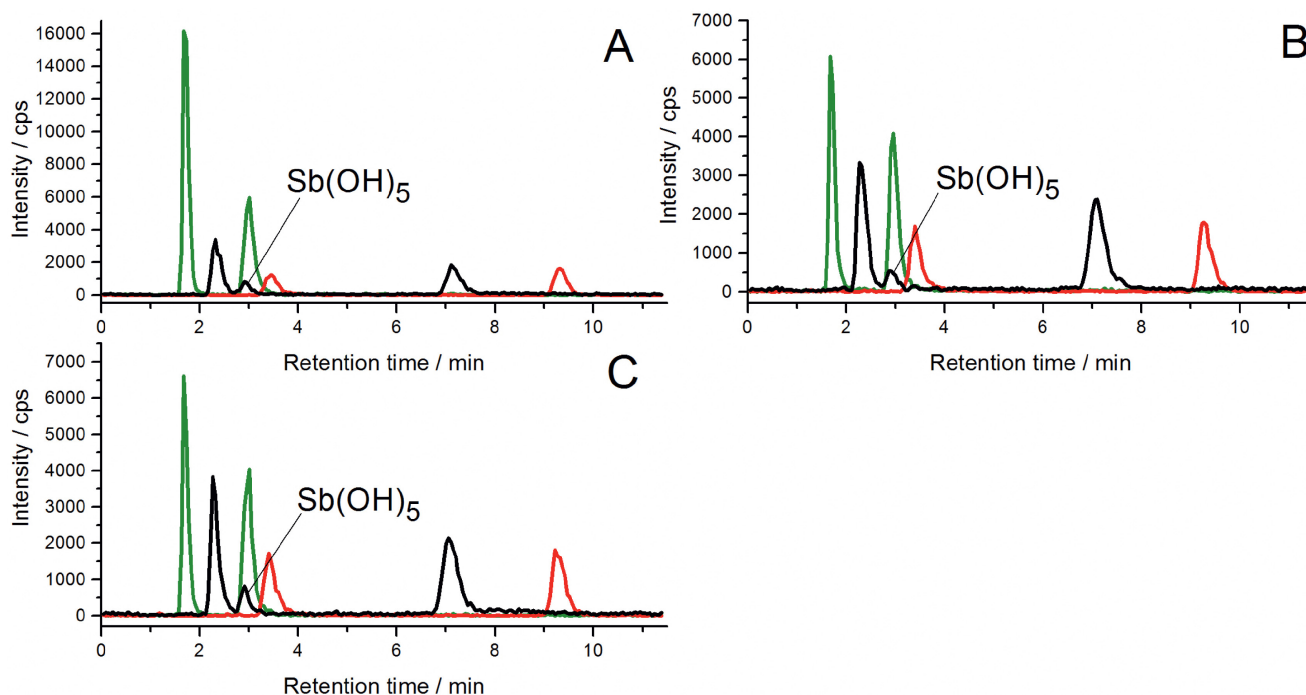 A
Intensity / cps
16000
14000
12000
10000
8000
6000
4000
2000
0
Sb(OH)5
0 2 4 6 8 10
Retention time / min
B
Intensity / cps
7000
6000
5000
4000
3000
2000
1000
0
Sb(OH)5
0 2 4 6 8 10
Retention time / min
C
Intensity / cps
7000
6000
5000
4000
3000
2000
1000
0
Sb(OH)5
0 2 4 6 8 10
Retention time / min